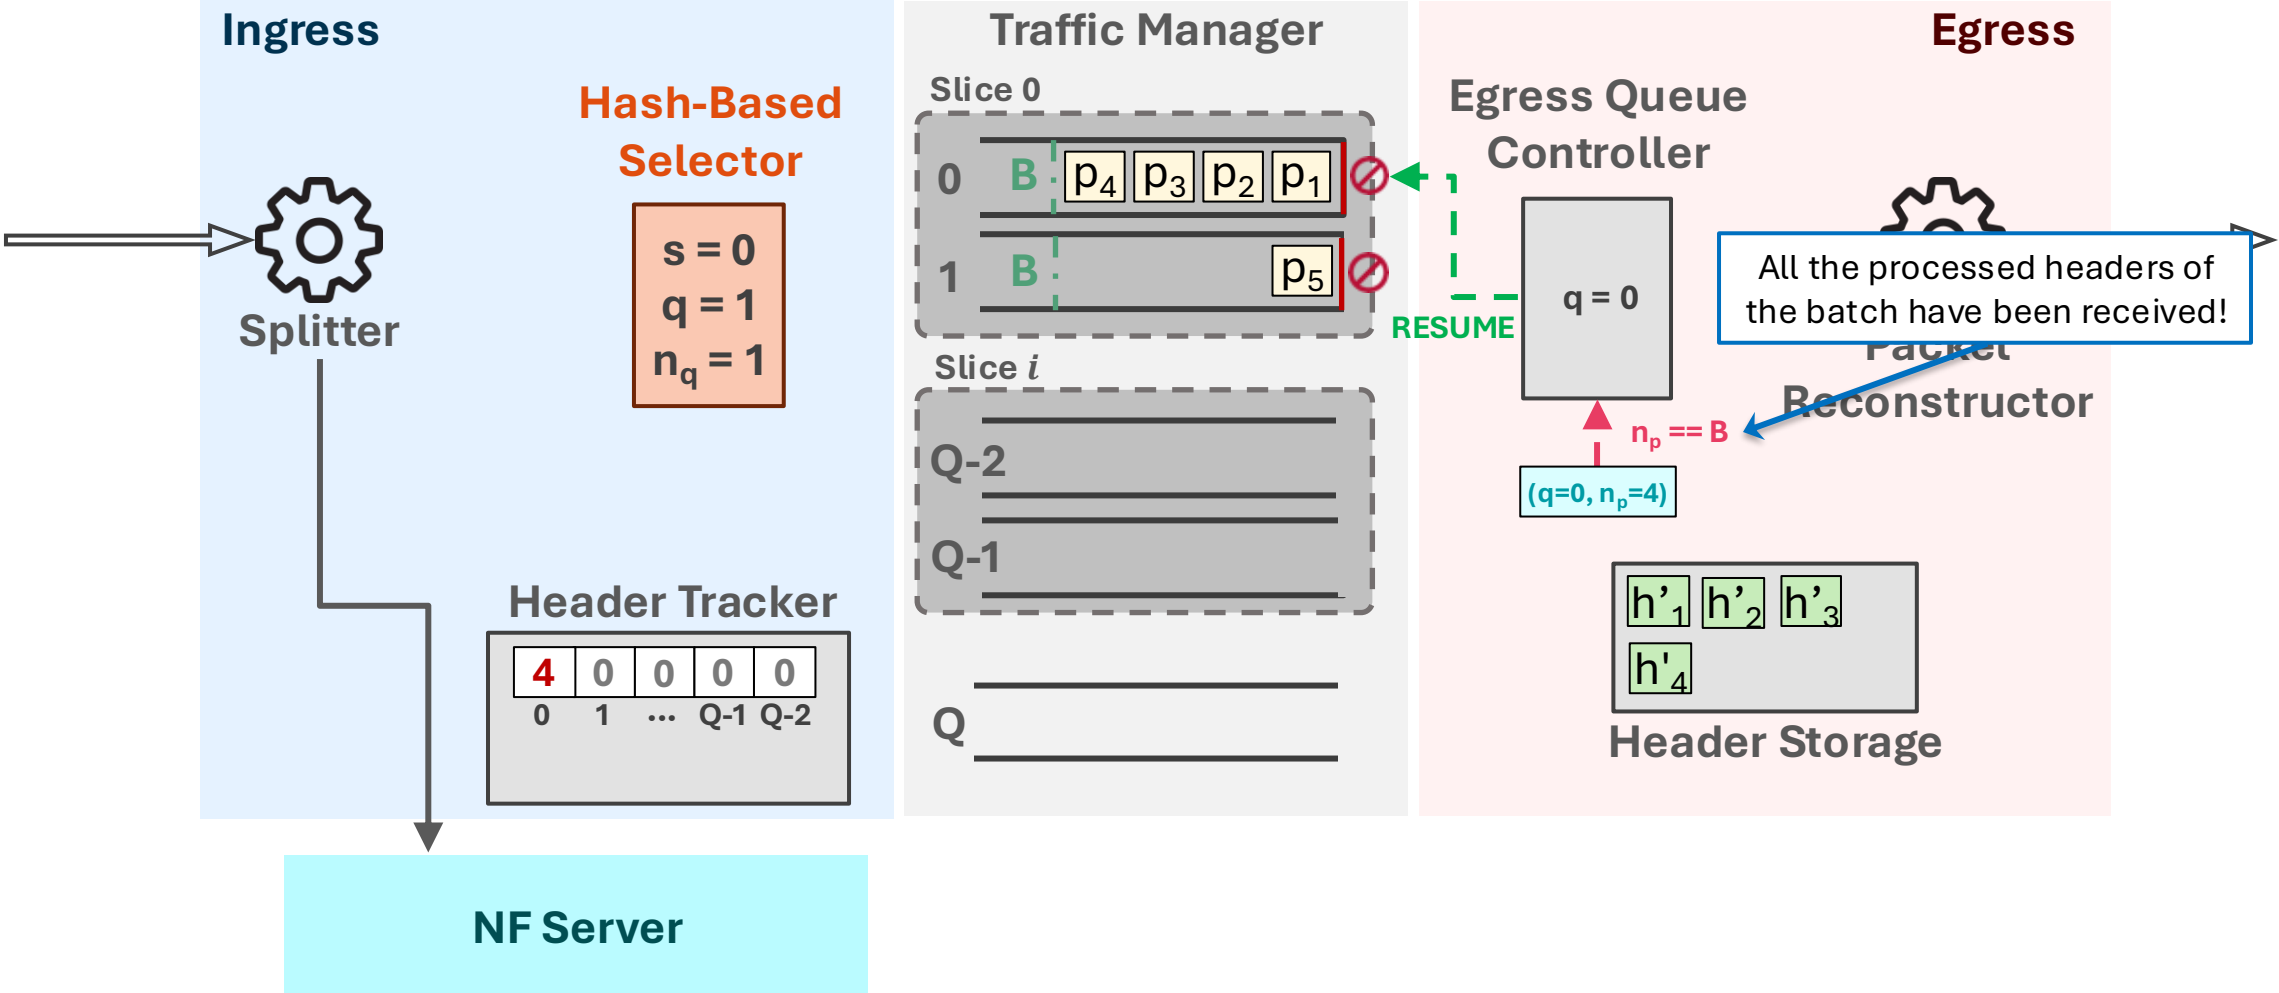 Ingress
Traffic Manager
Egress
Hash-Based
Selector
s = 0
q = 1
nq = 1
Splitter
Slice 0
0
B
p4
p3
p2
p1
1
B
p5
Egress Queue
Controller
q = 0
RESUME
All the processed headers of
the batch have been received!
Packet
Reconstructor
np == B
(q=0, np=4)
Slice i
Q-2
Q-1
Q
Header Tracker
4 0 0 0 0
0 1 ... Q-1 Q-2
h’1 h’2 h’3
h'4
Header Storage
NF Server